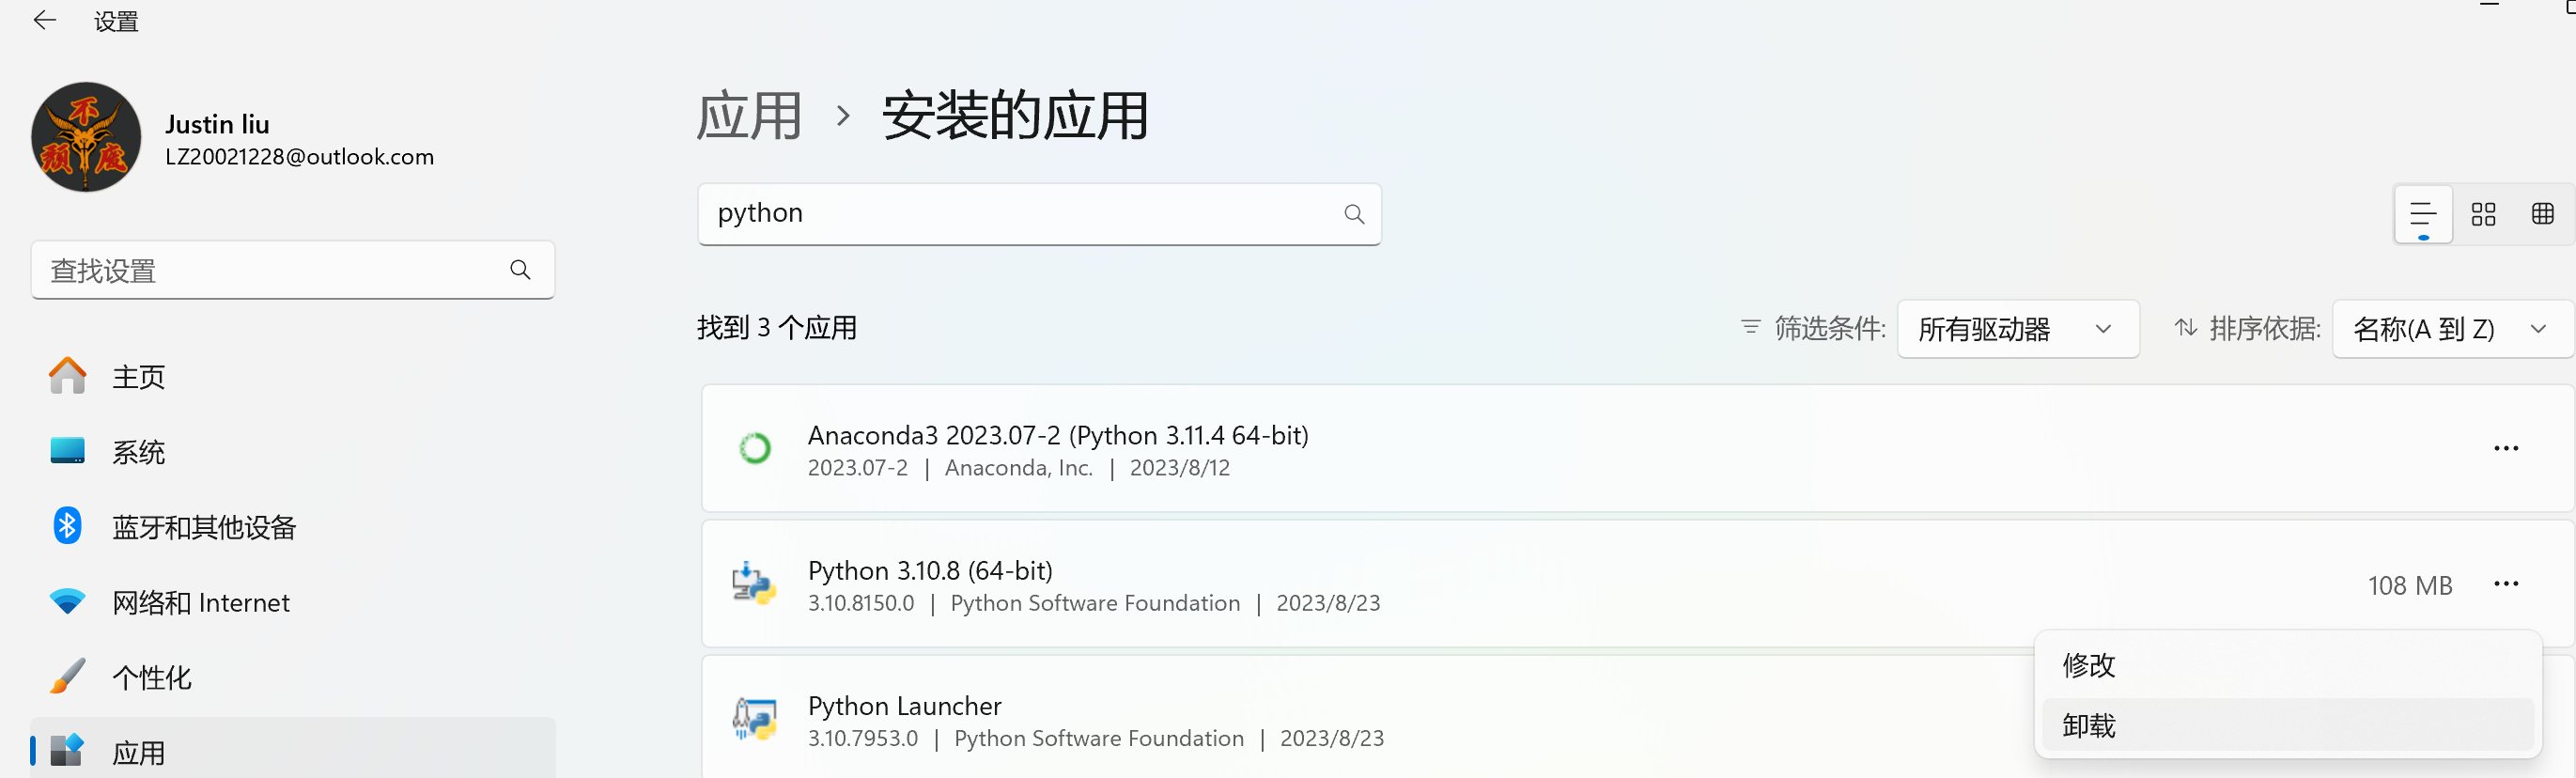 设置
不
颓 废
Justin liu
LZ20021228@outlook.com
查找设置
主页
系统
蓝牙和其他设备
网络和 Internet
个性化
应用
应用 › 安装的应用
python
找到 3 个应用
筛选条件: 所有驱动器
排序依据: 名称(A 到 Z)
Anaconda3 2023.07-2 (Python 3.11.4 64-bit)
2023.07-2 | Anaconda, Inc. | 2023/8/12
Python 3.10.8 (64-bit)
3.10.8150.0 | Python Software Foundation | 2023/8/23
108 MB
Python Launcher
3.10.7953.0 | Python Software Foundation | 2023/8/23
修改
卸载